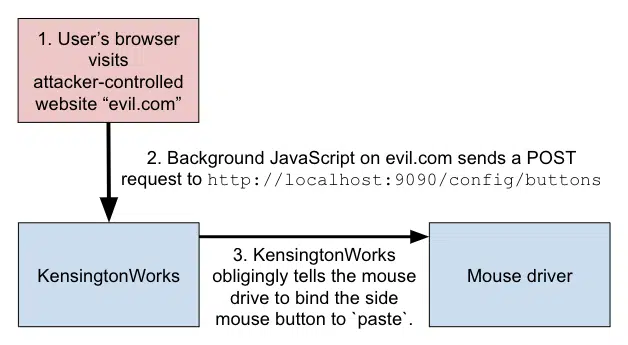 1. User's browser
visits
attacker-controlled
website “evil.com”
2. Background JavaScript on evil.com sends a POST
request to http://localhost:9090/config/buttons
KensingtonWorks
3. KensingtonWorks
obligingly tells the mouse
drive to bind the side
mouse button to `paste`.
Mouse driver